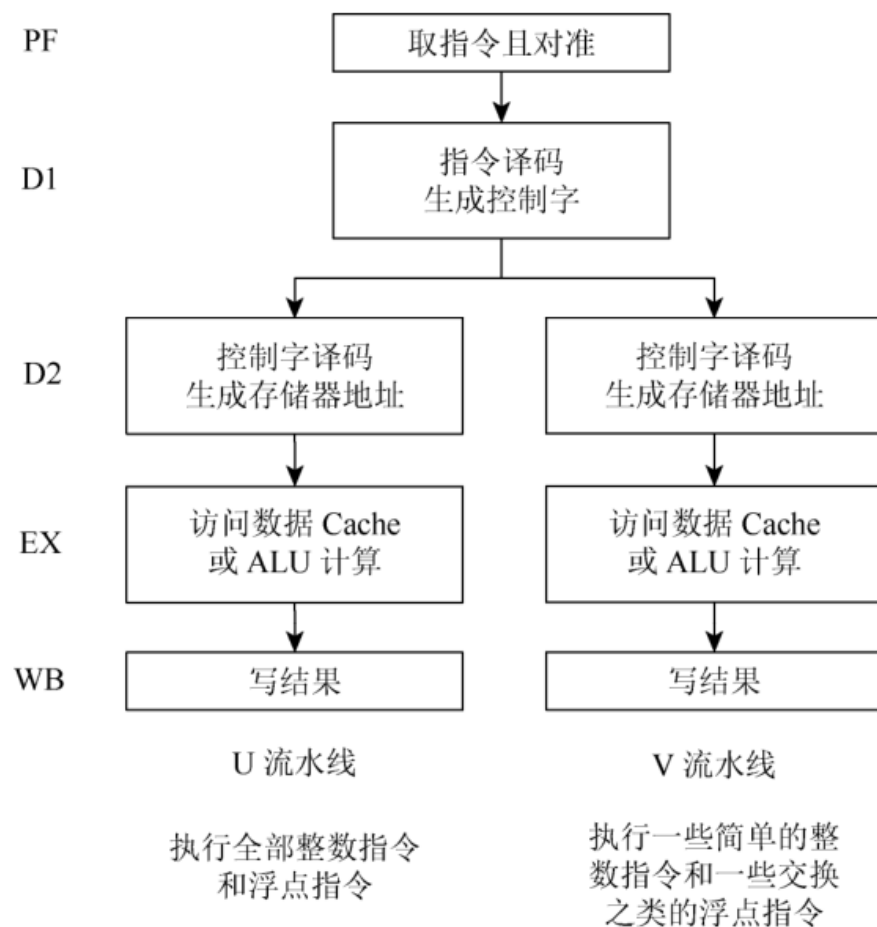 PF
取指令且对准
D1
指令译码
生成控制字
D2
控制字译码
生成存储器地址
控制字译码
生成存储器地址
EX
访问数据 Cache
或 ALU 计算
访问数据 Cache
或 ALU 计算
WB
写结果
写结果
U 流水线
V 流水线
执行全部整数指令
和浮点指令
执行一些简单的整
数指令和一些交换
之类的浮点指令